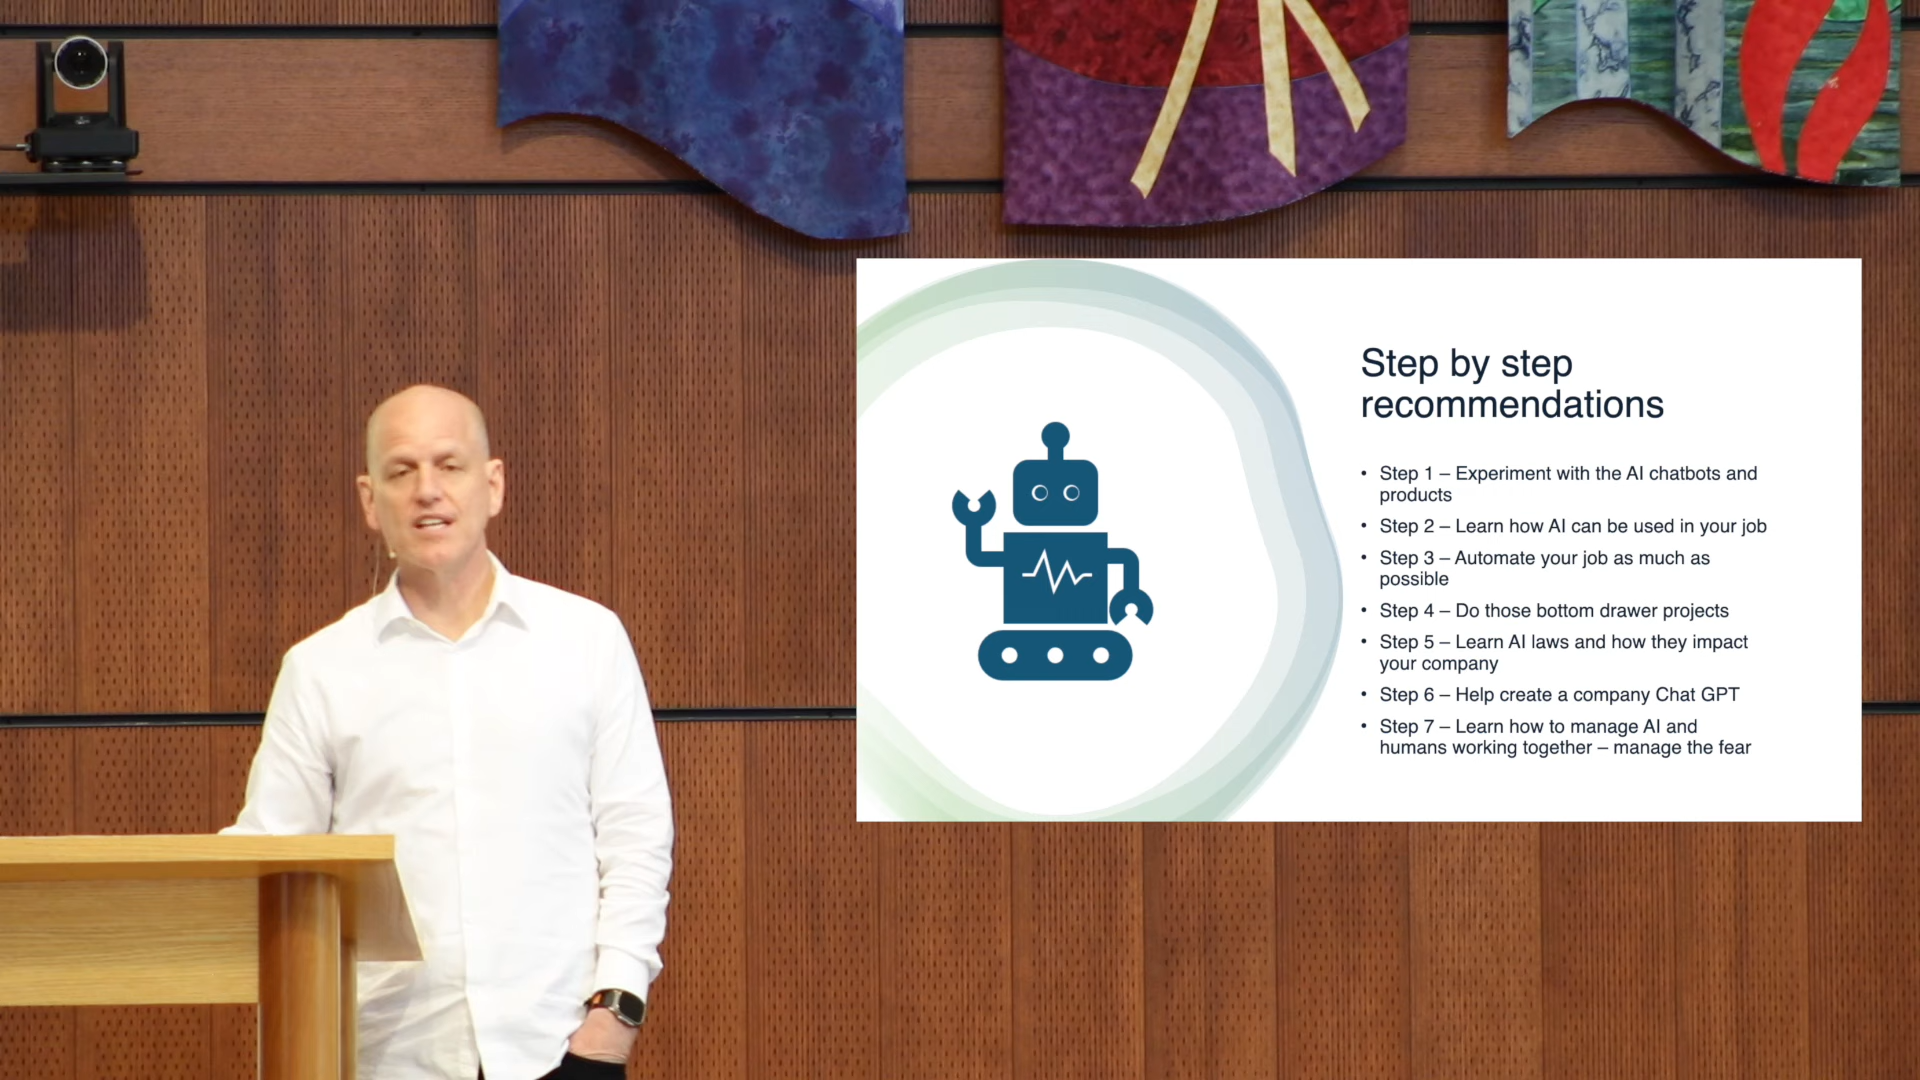 Step by step
recommendations
• Step 1 – Experiment with the AI chatbots and
products
• Step 2 – Learn how AI can be used in your job
• Step 3 – Automate your job as much as
possible
• Step 4 – Do those bottom drawer projects
• Step 5 – Learn AI laws and how they impact
your company
• Step 6 – Help create a company Chat GPT
• Step 7 – Learn how to manage AI and
humans working together – manage the fear